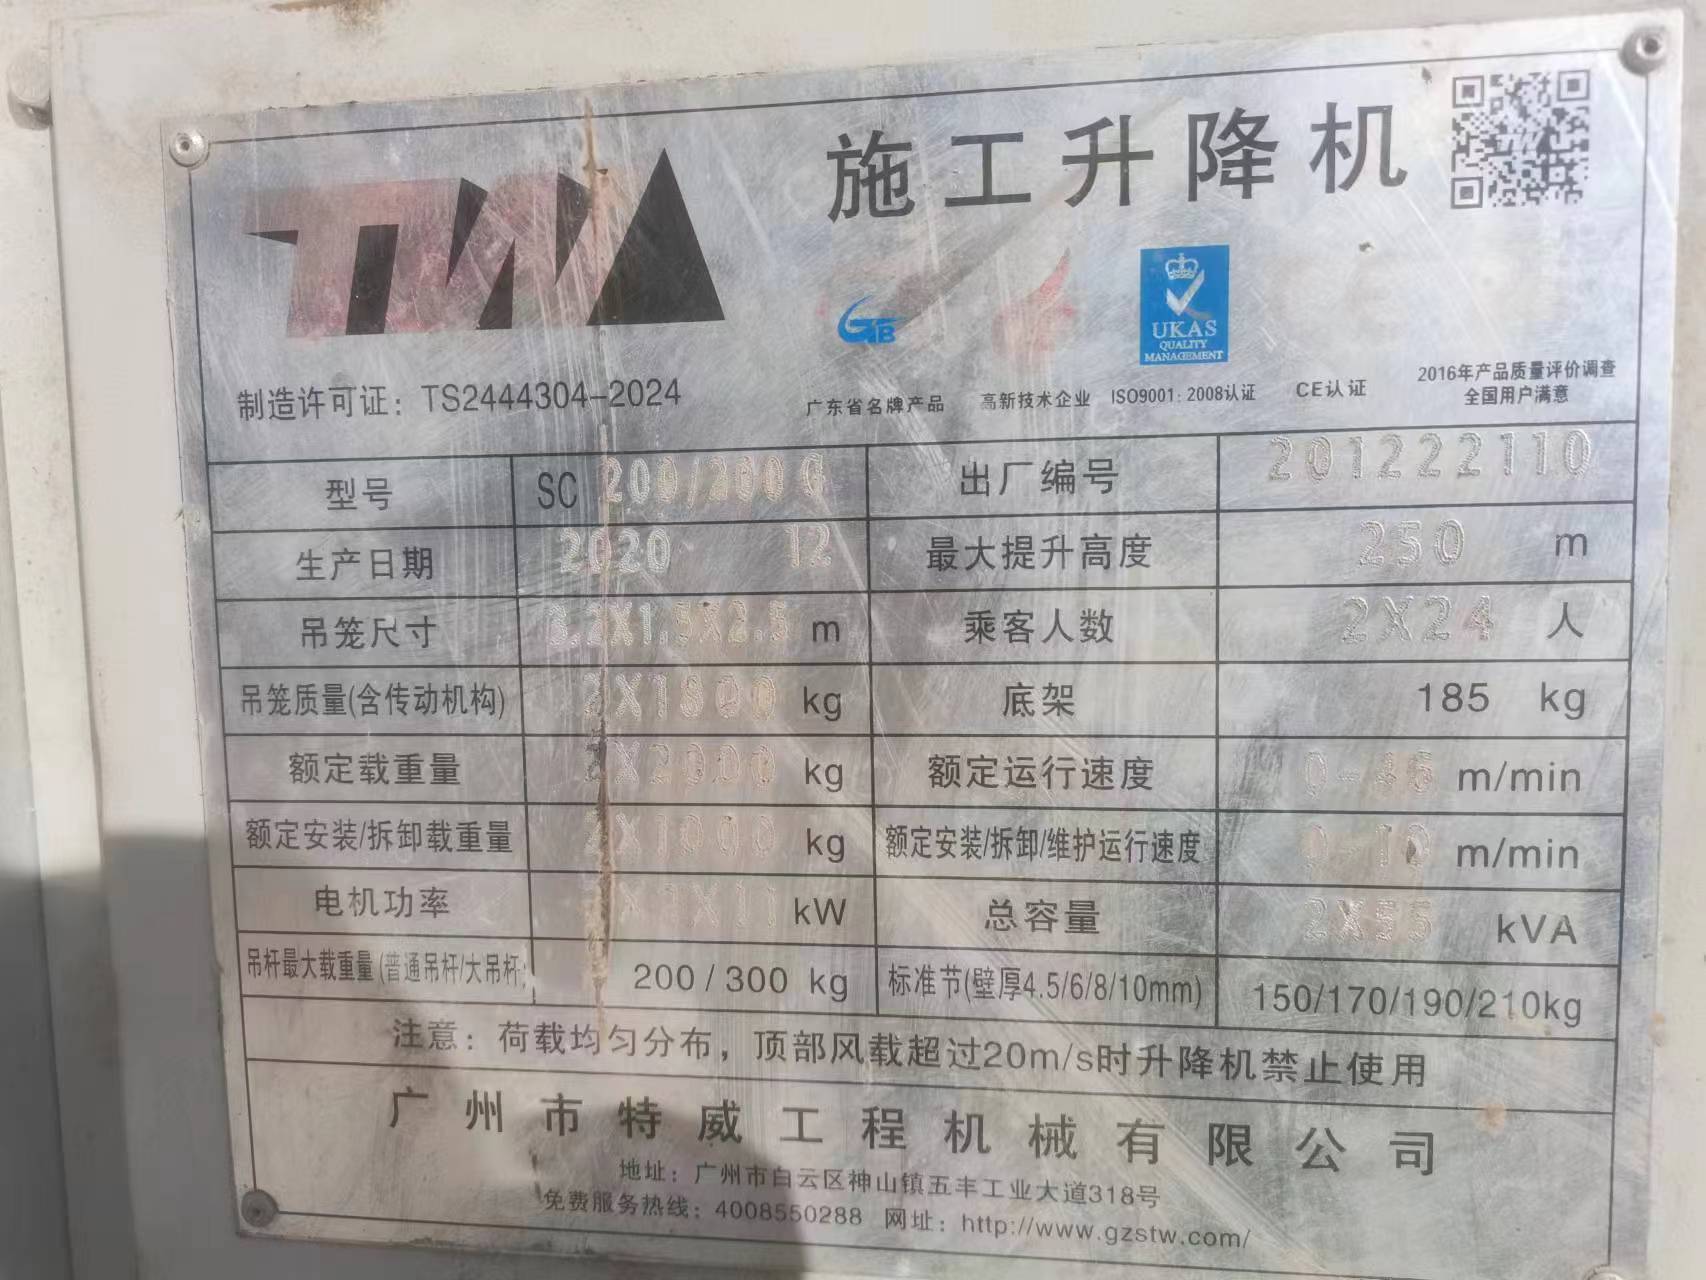 TWA
施工升降机
GB
UKAS
QUALITY
MANAGEMENT
制造许可证：TS2444304-2024
广东省名牌产品 高新技术企业 ISO9001：2008认证 CE认证 2016年产品质量评价调查
全国用户满意
型号 SC 200/200G 出厂编号 201222110
生产日期 2020 12 最大提升高度 250 m
吊笼尺寸 3.2X1.5X2.5 m 乘客人数 2X24 人
吊笼质量(含传动机构) 2X1800 kg 底架 185 kg
额定载重量 2X2000 kg 额定运行速度 m/min
额定安装/拆卸载重量 X1000 kg 额定安装/拆卸/维护运行速度 0-10 m/min
电机功率 X11 kW 总容量 2X55 kVA
吊杆最大载重量(普通吊杆/大吊杆) 200/300 kg 标准节(壁厚4.5/6/8/10mm) 150/170/190/210kg
注意：荷载均匀分布，顶部风载超过20m/s时升降机禁止使用
广州市特威工程机械有限公司
地址：广州市白云区神山镇五丰工业大道318号
免费服务热线：4008550288 网址：http://www.gzstw.com/